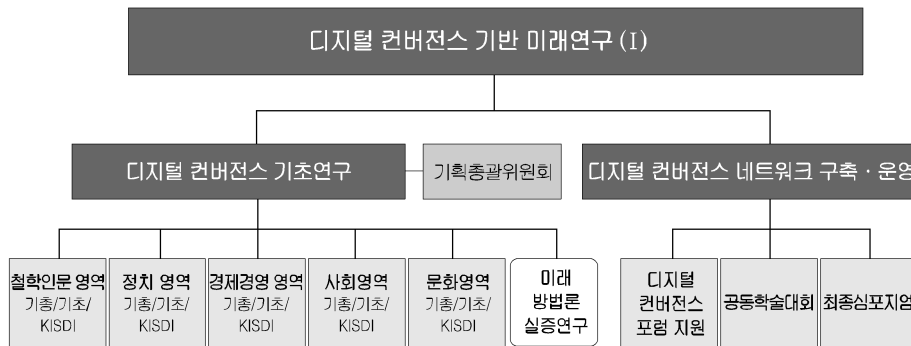 디지털 컨버전스 기반 미래연구 (Ⅰ)
디지털 컨버전스 기초연구
기획총괄위원회
디지털 컨버전스 네트워크 구축 · 운영
철학인문 영역
기총/기초/
KISDI
정치 영역
기총/기초/
KISDI
경제경영 영역
기총/기초/
KISDI
사회영역
기총/기초/
KISDI
문화영역
기총/기초/
KISDI
미래
방법론
실증연구
디지털
컨버전스
포럼 지원
공동학술대회
최종심포지엄